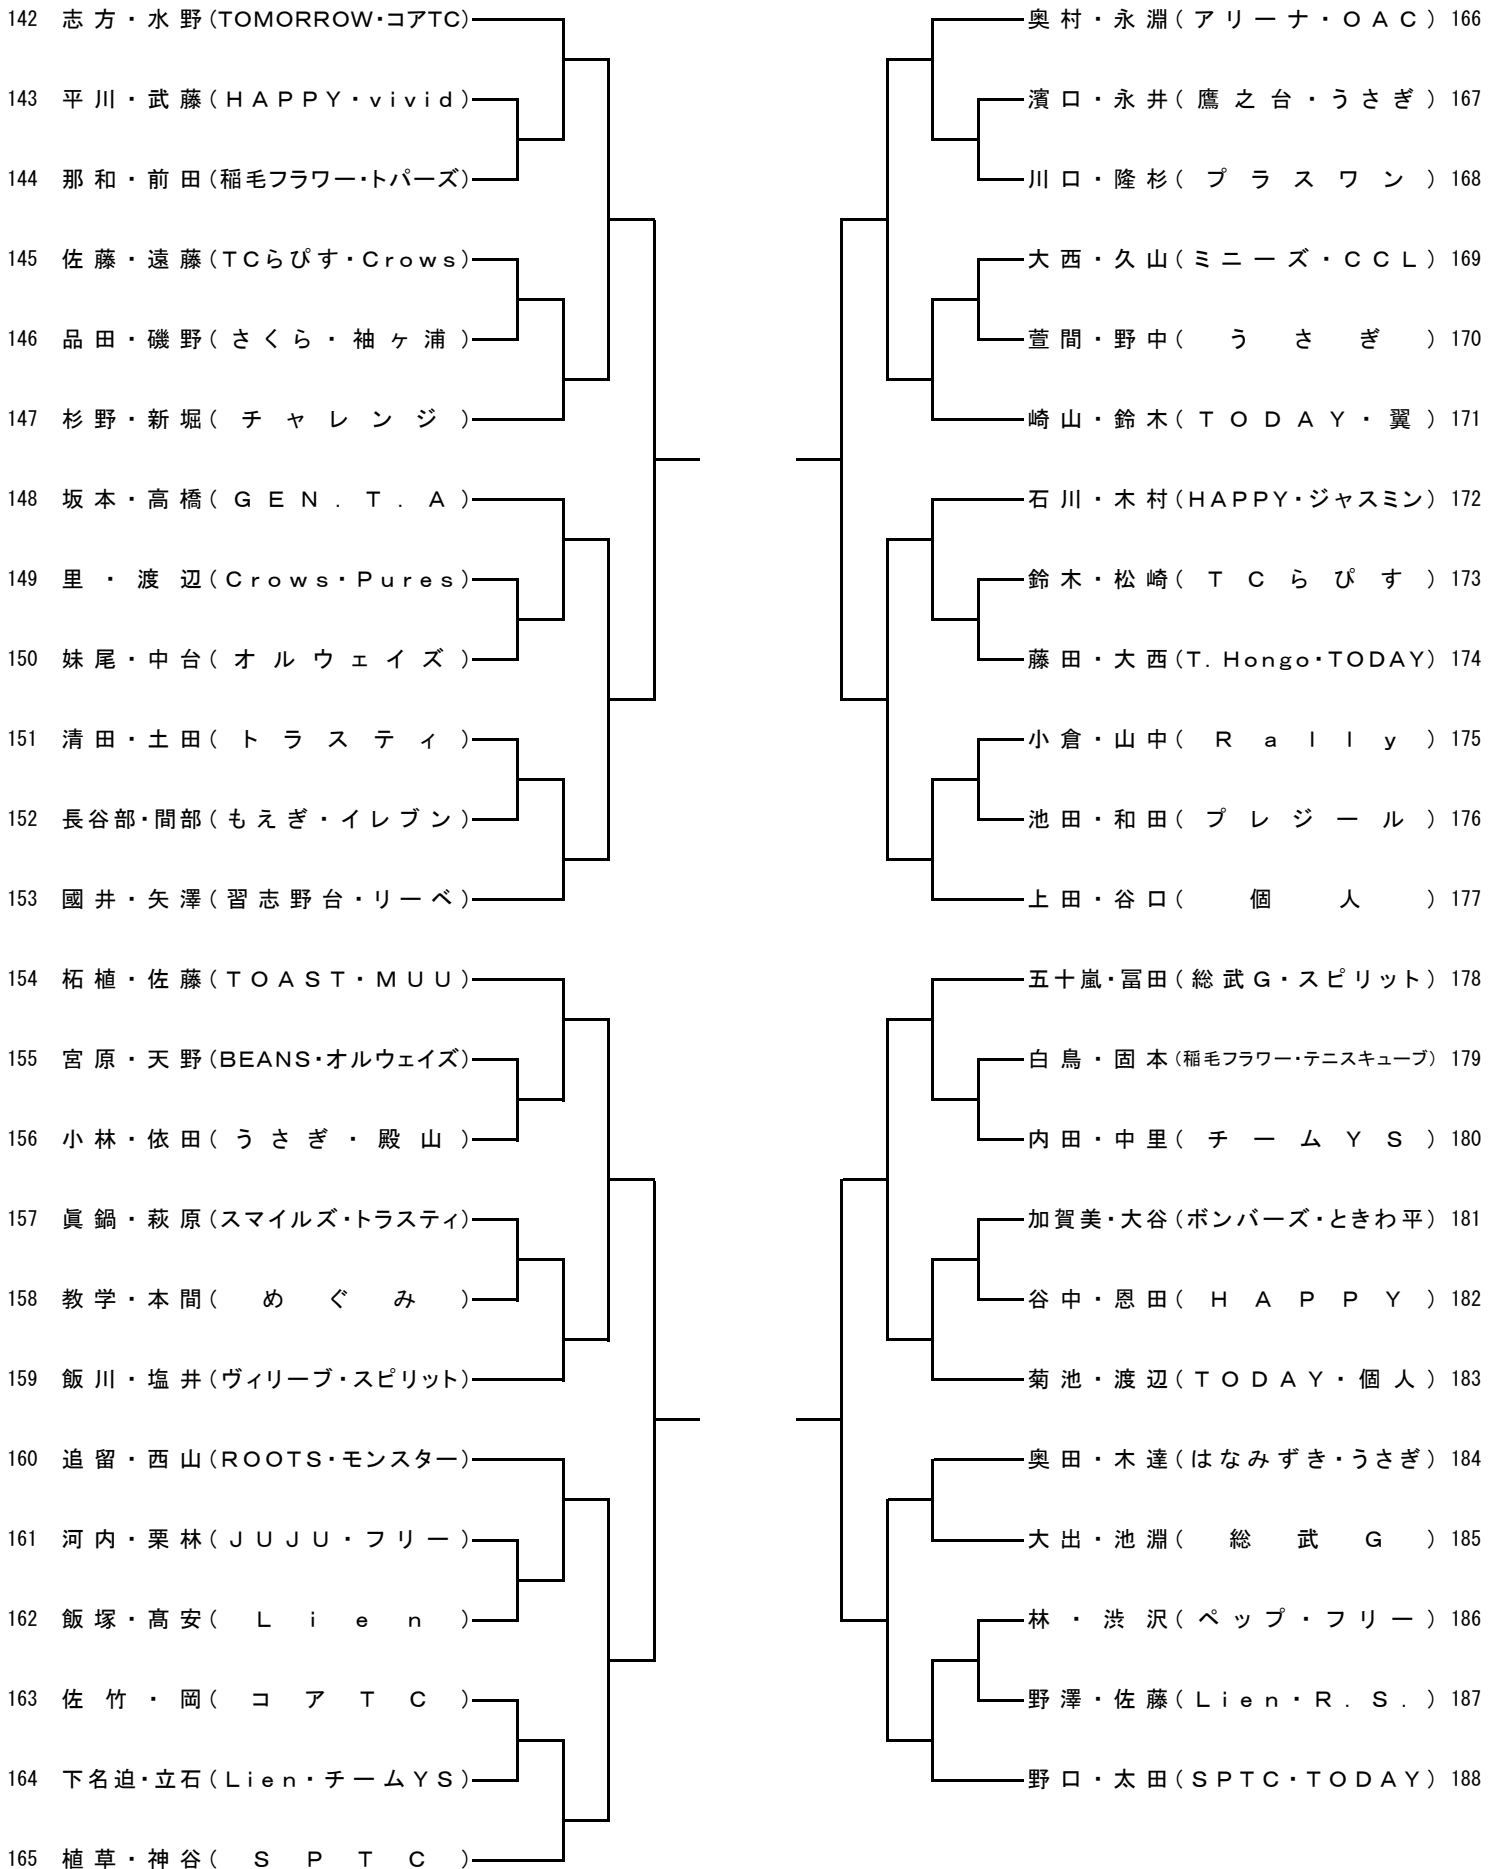 142 志方・水野(TOMORROW・コアTC)
143 平川・武藤(HAPPY・vivid)
144 那和・前田(稲毛フラワー・トパーズ)
145 佐藤・遠藤(TCらぴす・Crows)
146 品田・磯野(さくら・袖ヶ浦)
147 杉野・新堀(チャレンジ)
148 坂本・高橋(GEN.T.A)
149 里・渡辺(Crows・Pures)
150 妹尾・中台(オルウェイズ)
151 清田・土田(トラスティ)
152 長谷部・間部(もえぎ・イレブン)
153 國井・矢澤(習志野台・リーベ)
154 柘植・佐藤(TOAST・MUU)
155 宮原・天野(BEANS・オルウェイズ)
156 小林・依田(うさぎ・殿山)
157 眞鍋・萩原(スマイルズ・トラスティ)
158 教学・本間(めぐみ)
159 飯川・塩井(ヴィリーブ・スピリット)
160 追留・西山(ROOTS・モンスター)
161 河内・栗林(JUJU・フリー)
162 飯塚・髙安(Lien)
163 佐竹・岡(コアTC)
164 下名迫・立石(Lien・チームYS)
165 植草・神谷(SPTC)
奥村・永淵(アリーナ・OAC) 166
濱口・永井(鷹之台・うさぎ) 167
川口・隆杉(プラスワン) 168
大西・久山(ミニーズ・CCL) 169
萱間・野中(うさぎ) 170
崎山・鈴木(TODAY・翼) 171
石川・木村(HAPPY・ジャスミン) 172
鈴木・松崎(TCらぴす) 173
藤田・大西(T.Hongo・TODAY) 174
小倉・山中(Rally) 175
池田・和田(プレジール) 176
上田・谷口(個人) 177
五十嵐・冨田(総武G・スピリット) 178
白鳥・固本(稲毛フラワー・テニスキューブ) 179
内田・中里(チームYS) 180
加賀美・大谷(ボンバーズ・ときわ平) 181
谷中・恩田(HAPPY) 182
菊池・渡辺(TODAY・個人) 183
奥田・木達(はなみずき・うさぎ) 184
大出・池淵(総武G) 185
林・渋沢(ペップ・フリー) 186
野澤・佐藤(Lien・R.S.) 187
野口・太田(SPTC・TODAY) 188